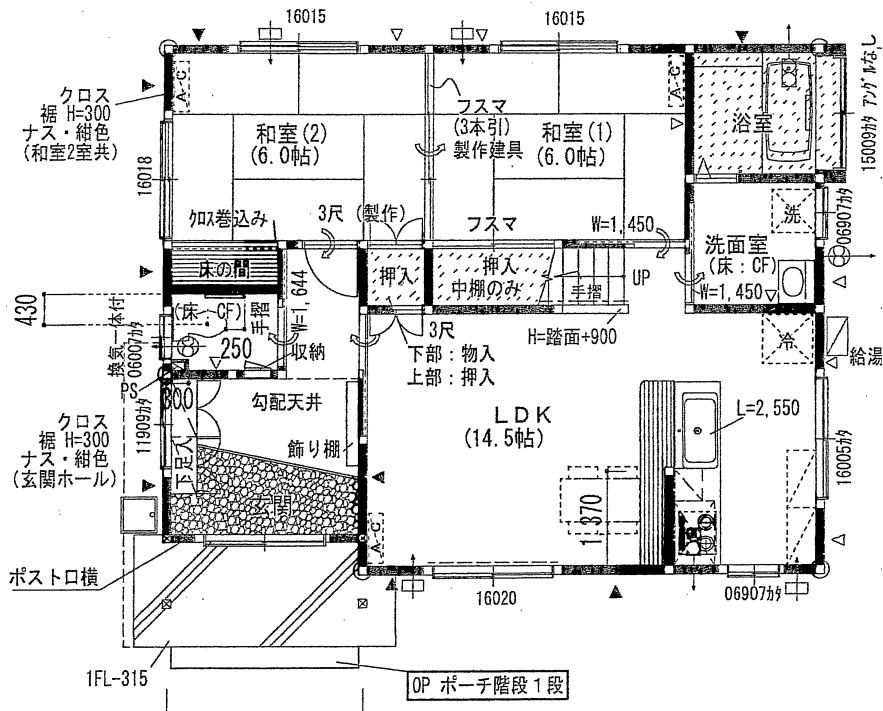 16015
16015
クロス
裾 H=300
ナス・紺色
(和室2室共)
A・C
和室(2)
(6.0帖)
フスマ
(3本引)
製作建具
和室(1)
(6.0帖)
A・C
浴室
15009カタ アングルなし
16018
クロス巻込み
3尺 (製作)
フスマ
W=1,450
洗
06907カタ
洗面室
(床:CF)
W=1,450
床の間
押入
押入
中棚のみ
手摺
UP
430
換気一体付
06007カタ
(床:CF)
手摺
W=1,644
250
収納
3尺
下部:物入
上部:押入
H=踏面+900
冷
給湯
PS
300
勾配天井
飾り棚
クロス
裾 H=300
ナス・紺色
(玄関ホール)
11909カタ
下足入
玄関
LDK
(14.5帖)
L=2,550
16005カタ
1,370
A・C
ポスト口横
16020
06907カタ
1FL-315
OP ポーチ階段1段